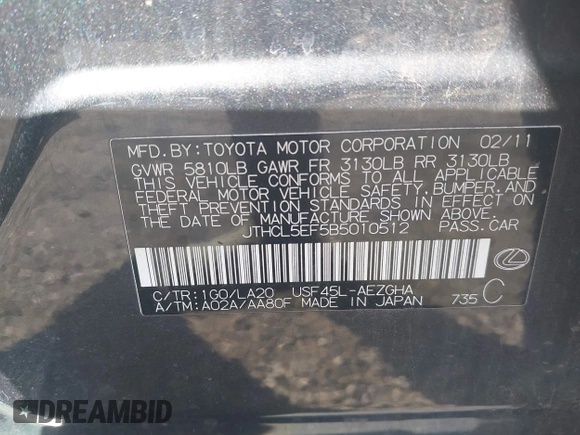 MFD.BY:TOYOTA MOTOR CORPORATION 02/11
GVWR 5810LB GAWR FR 3130LB RR 3130LB
THIS VEHICLE CONFORMS TO ALL APPLICABLE
FEDERAL MOTOR VEHICLE SAFETY,BUMPER,AND
THEFT PREVENTION STANDARDS IN EFFECT ON
THE DATE OF MANUFACTURE SHOWN ABOVE.
JTHCL5EF5B5010512 PASS.CAR
C/TR:1G0/LA20 USF45L-AEZGHA
A/TM:A02A/AA80F MADE IN JAPAN 735 C
DREAMBID